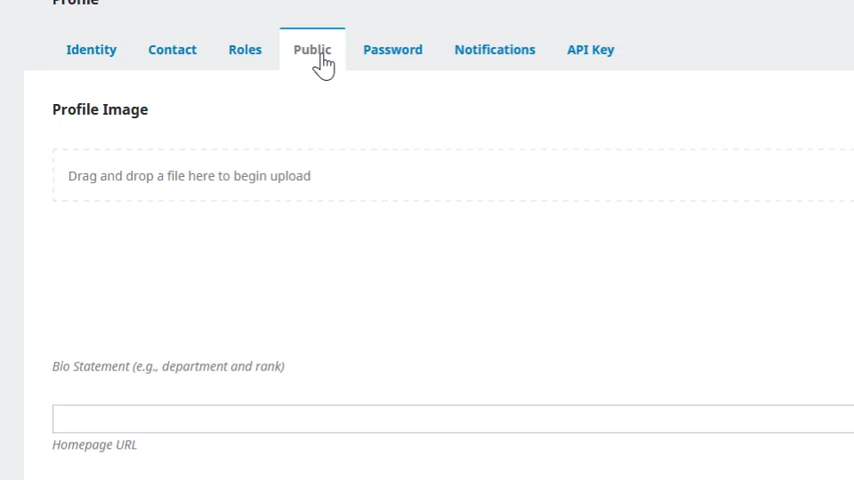 Profile
Identity Contact Roles Public Password Notifications API Key
Profile Image
Drag and drop a file here to begin upload
Bio Statement (e.g., department and rank)
Homepage URL